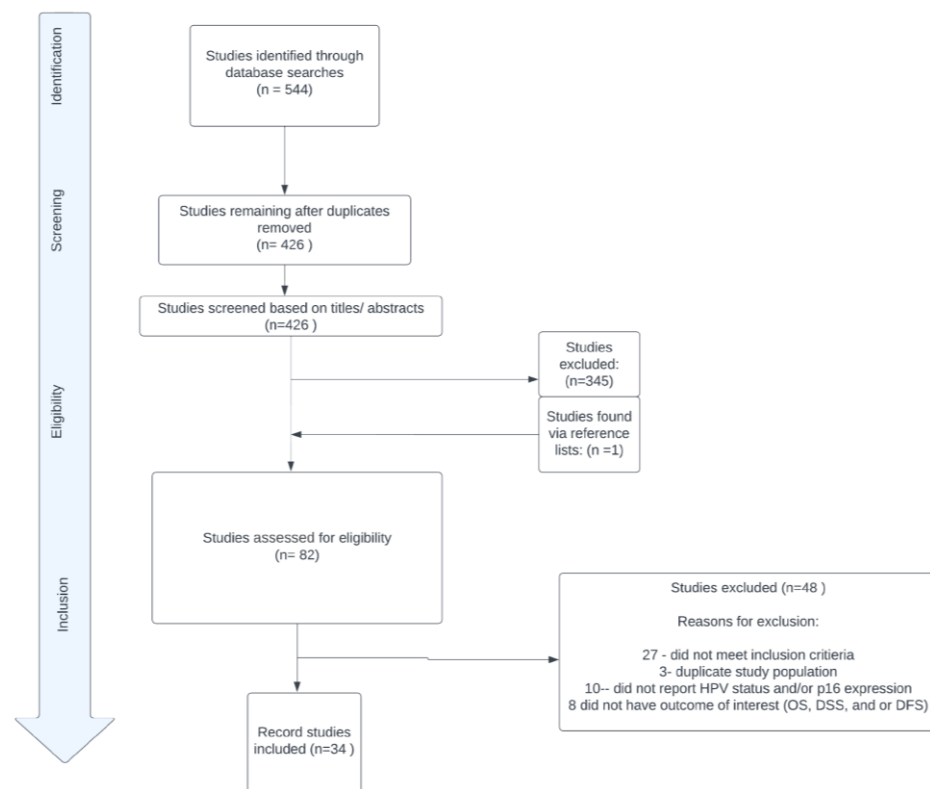 Identification
Studies identified through
database searches
(n = 544)
Screening
Studies remaining after duplicates
removed
(n= 426 )
Studies screened based on titles/ abstracts
(n=426 )
Studies
excluded:
(n=345)
Eligibility
Studies found
via reference
lists: (n =1)
Studies assessed for eligibility
(n= 82)
Inclusion
Studies excluded (n=48 )
Reasons for exclusion:
27 - did not meet inclusion critieria
3- duplicate study population
10-- did not report HPV status and/or p16 expression
8 did not have outcome of interest (OS, DSS, and or DFS)
Record studies
included (n=34 )